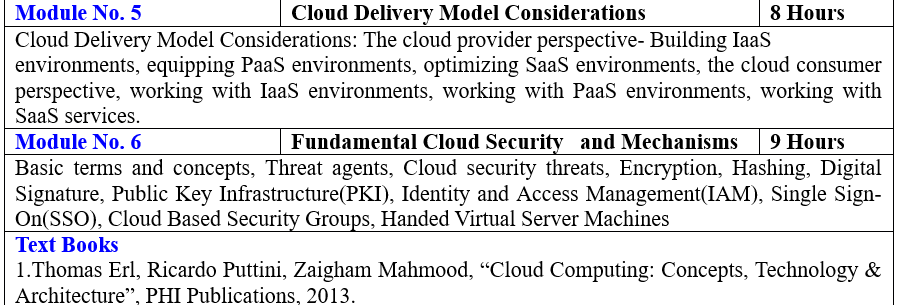 Module No. 5 Cloud Delivery Model Considerations 8 Hours
Cloud Delivery Model Considerations: The cloud provider perspective- Building IaaS
environments, equipping PaaS environments, optimizing SaaS environments, the cloud consumer
perspective, working with IaaS environments, working with PaaS environments, working with
SaaS services.
Module No. 6 Fundamental Cloud Security and Mechanisms 9 Hours
Basic terms and concepts, Threat agents, Cloud security threats, Encryption, Hashing, Digital
Signature, Public Key Infrastructure(PKI), Identity and Access Management(IAM), Single Sign-
On(SSO), Cloud Based Security Groups, Handed Virtual Server Machines
Text Books
1.Thomas Erl, Ricardo Puttini, Zaigham Mahmood, “Cloud Computing: Concepts, Technology &
Architecture”, PHI Publications, 2013.